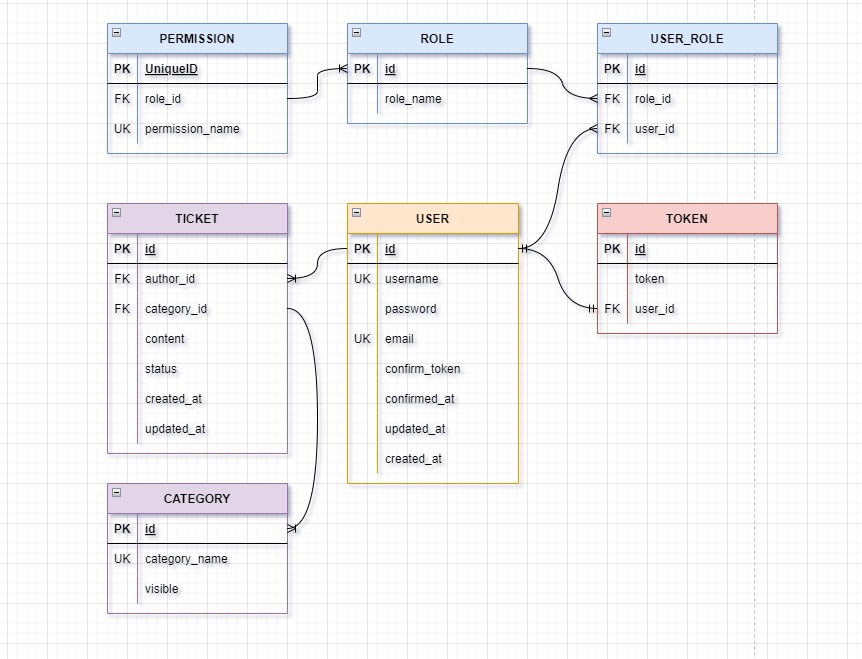 PERMISSION
PK UniqueID
FK role_id
UK permission_name
ROLE
PK id
role_name
USER_ROLE
PK id
FK role_id
FK user_id
TICKET
PK id
FK author_id
FK category_id
content
status
created_at
updated_at
USER
PK id
UK username
password
UK email
confirm_token
confirmed_at
updated_at
created_at
TOKEN
PK id
token
FK user_id
CATEGORY
PK id
UK category_name
visible